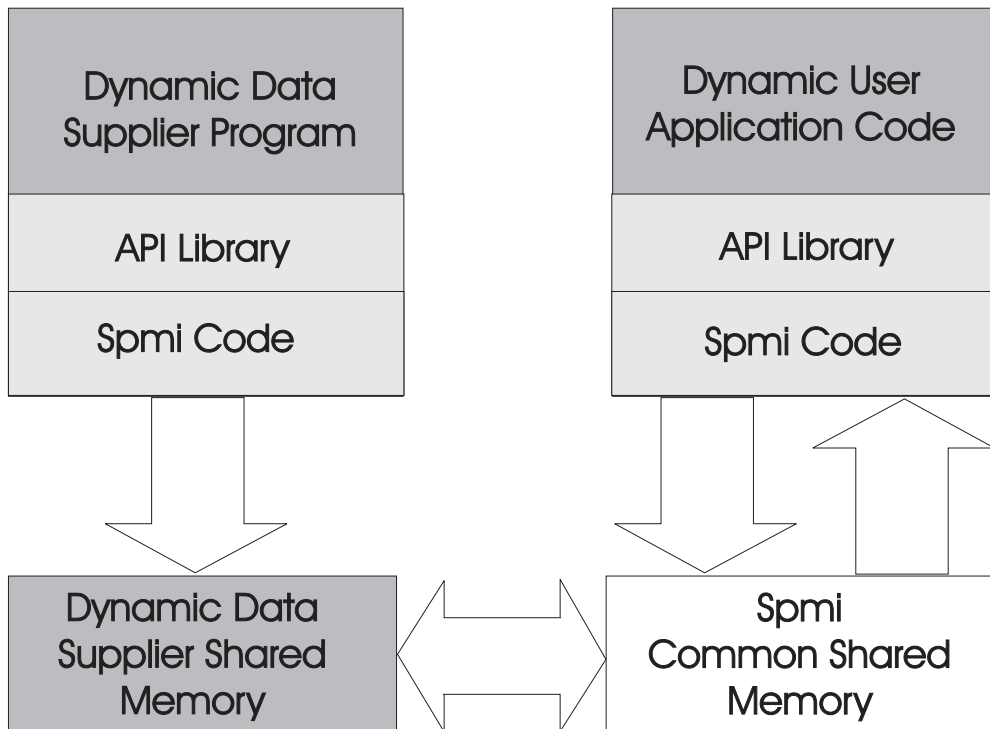 Dynamic Data
Supplier Program
API Library
Spmi Code
Dynamic User
Application Code
API Library
Spmi Code
Dynamic Data
Supplier Shared
Memory
Spmi
Common Shared
Memory